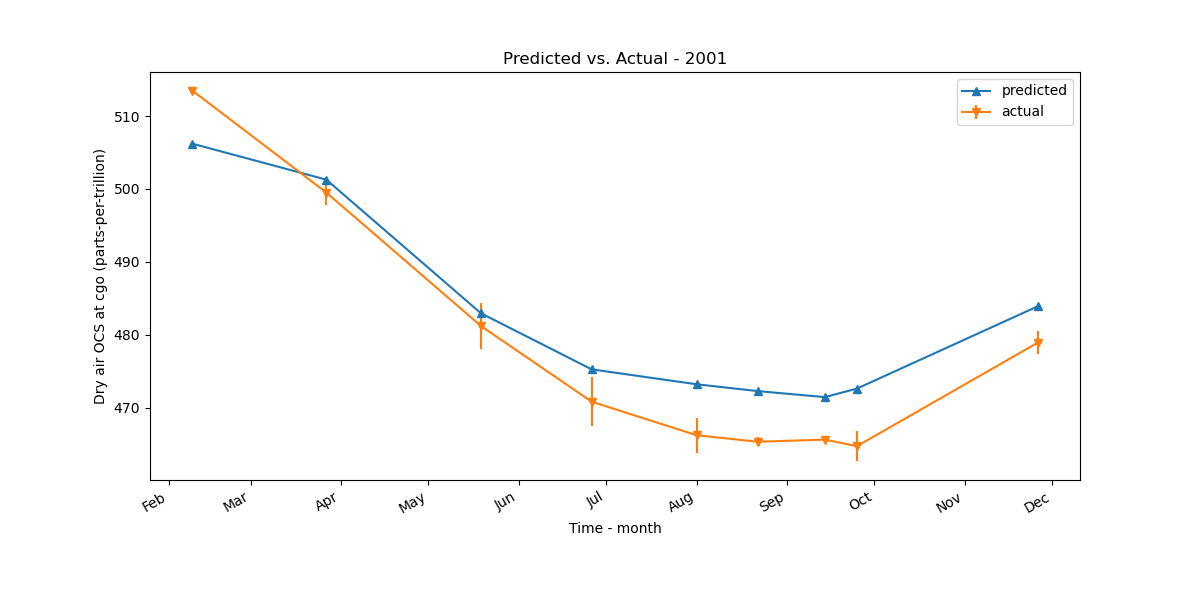 Predicted vs. Actual - 2001
predicted
actual
510
500
490
480
470
Dry air OCS at cgo (parts-per-trillion)
Feb
Mar
Apr
May
Jun
Jul
Aug
Sep
Oct
Nov
Dec
Time - month